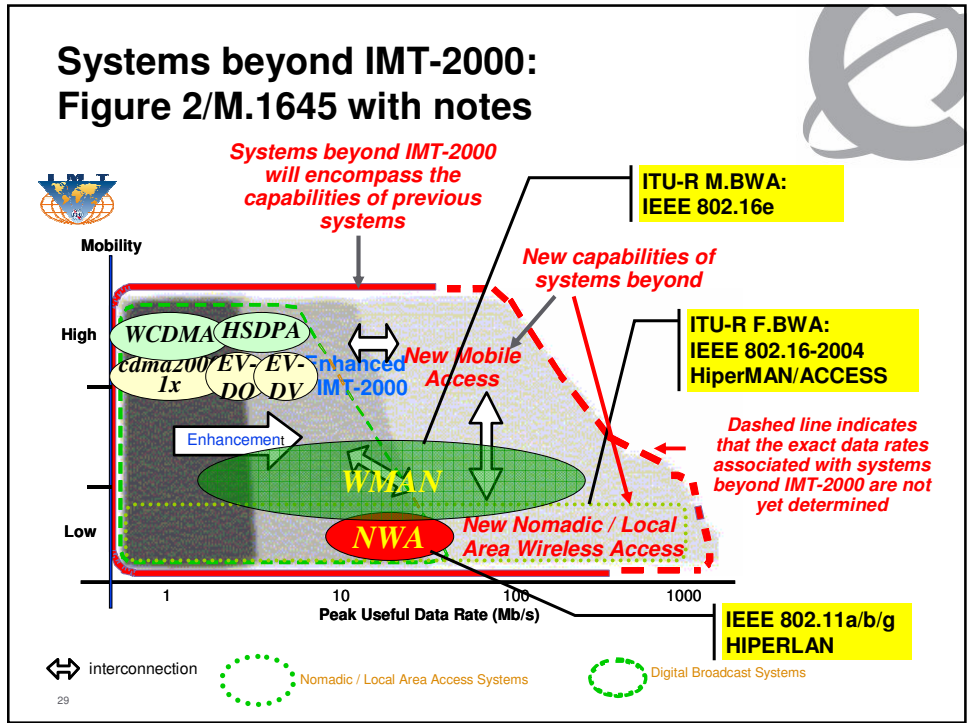 Systems beyond IMT-2000:
Figure 2/M.1645 with notes
Systems beyond IMT-2000
will encompass the
capabilities of previous
systems
ITU-R M.BWA:
IEEE 802.16e
IMT
Mobility
New capabilities of
systems beyond
High
WCDMA
HSDPA
cdma200
1x
EV-
DO
EV-
DV
Enhanced
IMT-2000
New Mobile
Access
ITU-R F.BWA:
IEEE 802.16-2004
HiperMAN/ACCESS
Enhancement
Dashed line indicates
that the exact data rates
associated with systems
beyond IMT-2000 are not
yet determined
WMAN
Low
NWA
New Nomadic / Local
Area Wireless Access
1
10
100
1000
Peak Useful Data Rate (Mb/s)
IEEE 802.11a/b/g
HIPERLAN
interconnection
Nomadic / Local Area Access Systems
Digital Broadcast Systems
29